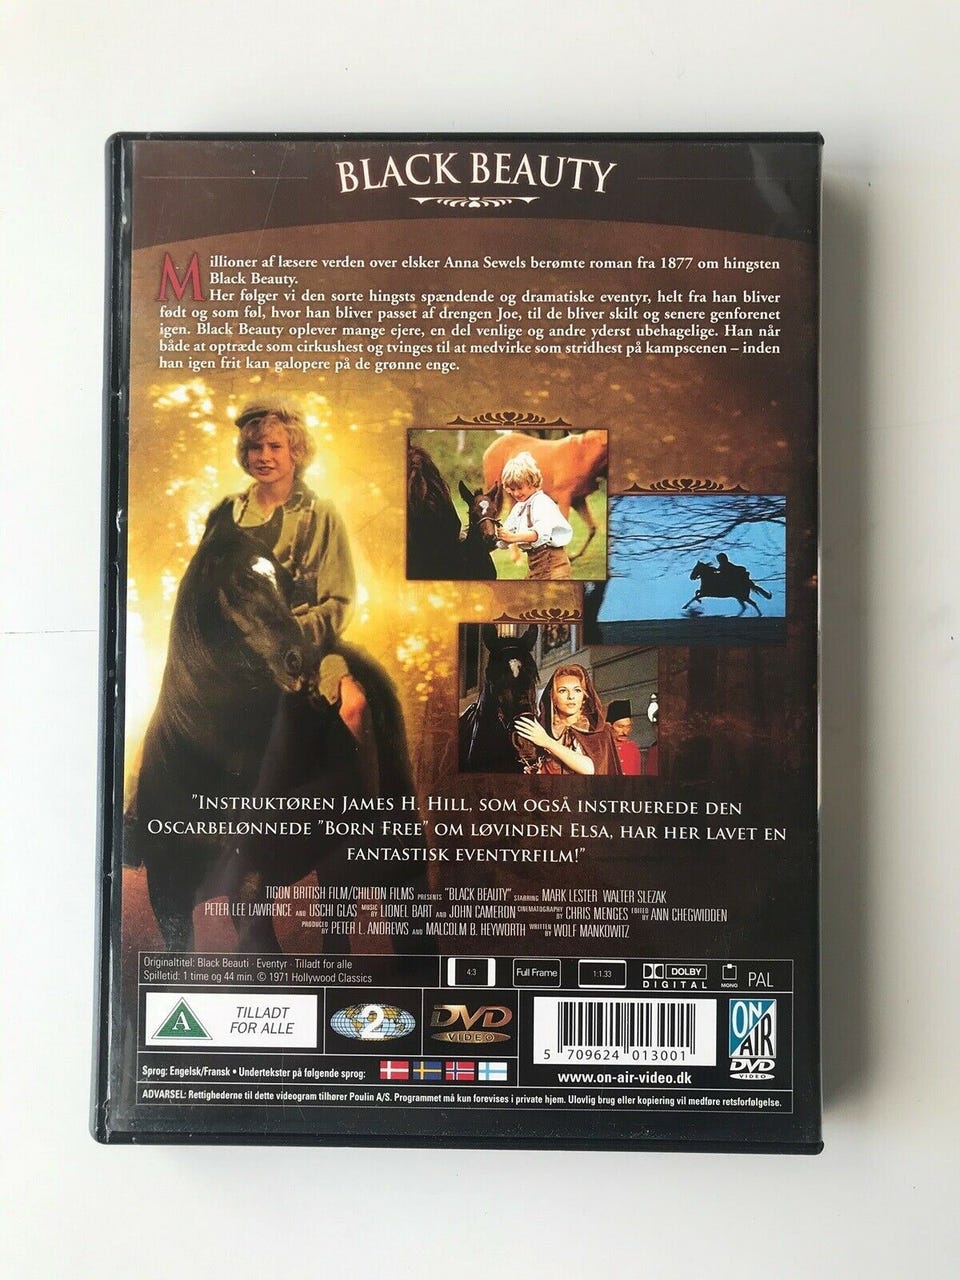 BLACK BEAUTY
Millioner af læsere verden over elsker Anna Sewels berømte roman fra 1877 om hingsten
Black Beauty.
Her følger vi den sorte hingsts spændende og dramatiske eventyr, helt fra han bliver
født og som føl, hvor han bliver passet af drengen Joe, til de bliver skilt og senere genforenet
igen. Black Beauty oplever mange ejere, en del venlige og andre yderst ubehagelige. Han når
både at optræde som cirkushest og tvinges til at medvirke som stridhest på kampscenen – inden
han igen frit kan galopere på de grønne enge.
"INSTRUKTØREN JAMES H. HILL, SOM OGSÅ INSTRUEREDE DEN
OSCARBELØNNEDE "BORN FREE" OM LØVINDEN ELSA, HAR HER LAVET EN
FANTASTISK EVENTYRFILM!"
TIGON BRITISH FILM/CHILTON FILMS PRESENTS "BLACK BEAUTY" STARRING MARK LESTER WALTER SLEZAK
PETER LEE LAWRENCE AND USCHI GLAS MUSIC BY LIONEL BART AND JOHN CAMERON CINEMATOGRAPHY BY CHRIS MENGES EDITED BY ANN CHEGWIDDEN
PRODUCED BY PETER L. ANDREWS AND MALCOLM B. HEYWORTH WRITTEN BY WOLF MANKOWITZ
Originaltitel: Black Beauti · Eventyr · Tilladt for alle
Spilletid: 1 time og 44 min. © 1971 Hollywood Classics
4:3 Full Frame 1:1.33 DOLBY DIGITAL MONO PAL
A TILLADT
FOR ALLE
2
DVD
VIDEO
5 709624 013001
www.on-air-video.dk
ON
AIR
DVD
VIDEO
Sprog: Engelsk/Fransk • Undertekster på følgende sprog:
ADVARSEL: Rettighederne til dette videogram tilhører Poulin A/S. Programmet må kun forevises i private hjem. Ulovlig brug eller kopiering vil medføre retsforfølgelse.